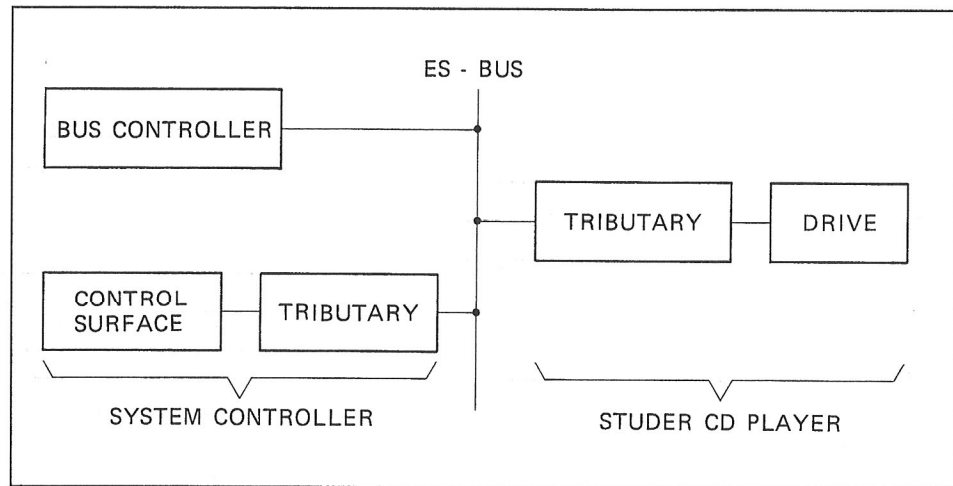 ES - BUS
BUS CONTROLLER
TRIBUTARY
DRIVE
CONTROL
SURFACE
TRIBUTARY
SYSTEM CONTROLLER
STUDER CD PLAYER